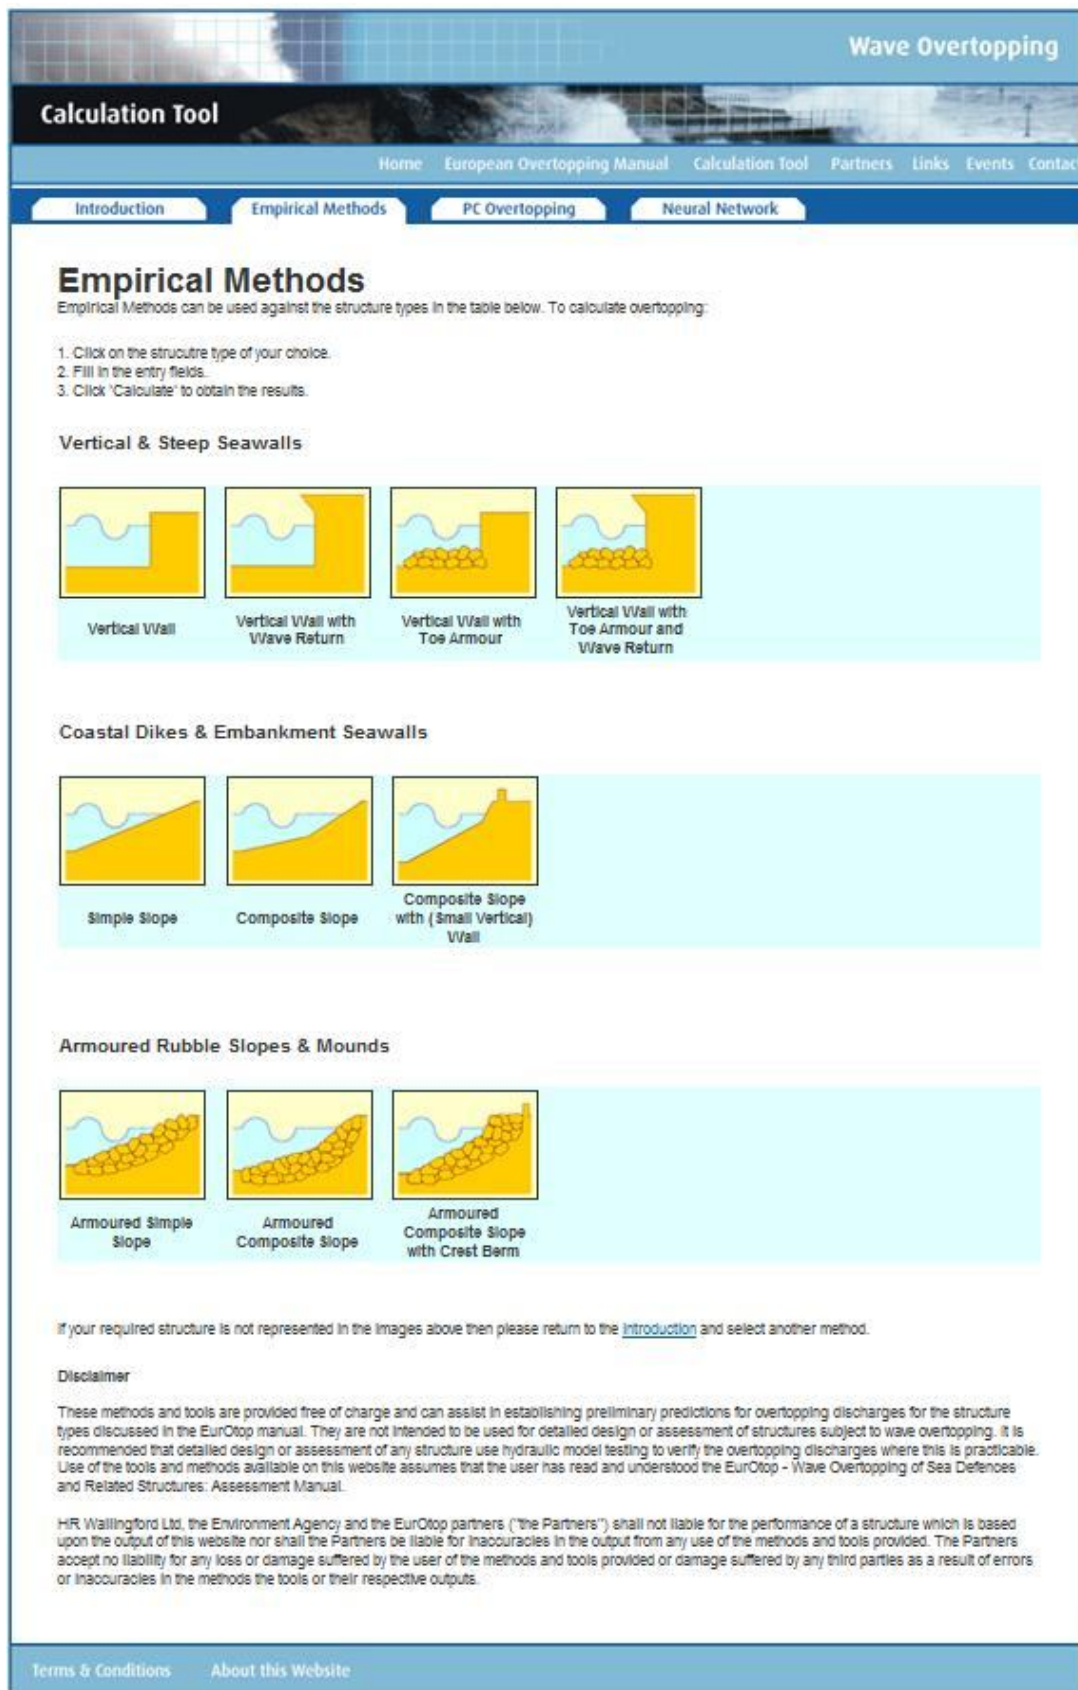 Wave Overtopping
Calculation Tool
Home European Overtopping Manual Calculation Tool Partners Links Events Contact
Introduction Empirical Methods PC Overtopping Neural Network
Empirical Methods
Empirical Methods can be used against the structure types in the table below. To calculate overtopping:
1. Click on the strucutre type of your choice.
2. Fill in the entry fields.
3. Click 'Calculate' to obtain the results.
Vertical & Steep Seawalls
Vertical Wall
Vertical Wall with
Wave Return
Vertical Wall with
Toe Armour
Vertical Wall with
Toe Armour and
Wave Return
Coastal Dikes & Embankment Seawalls
Simple Slope
Composite Slope
Composite Slope
with (Small Vertical)
Wall
Armoured Rubble Slopes & Mounds
Armoured Simple
Slope
Armoured
Composite Slope
Armoured
Composite Slope
with Crest Berm
If your required structure is not represented in the images above then please return to the Introduction and select another method.
Disclaimer
These methods and tools are provided free of charge and can assist in establishing preliminary predictions for overtopping discharges for the structure
types discussed in the EurOtop manual. They are not intended to be used for detailed design or assessment of structures subject to wave overtopping. It is
recommended that detailed design or assessment of any structure use hydraulic model testing to verify the overtopping discharges where this is practicable.
Use of the tools and methods available on this website assumes that the user has read and understood the EurOtop - Wave Overtopping of Sea Defences
and Related Structures: Assessment Manual.
HR Wallingford Ltd, the Environment Agency and the EurOtop partners ("the Partners") shall not liable for the performance of a structure which is based
upon the output of this website nor shall the Partners be liable for inaccuracies in the output from any use of the methods and tools provided. The Partners
accept no liability for any loss or damage suffered by the user of the methods and tools provided or damage suffered by any third parties as a result of errors
or inaccuracies in the methods the tools or their respective outputs.
Terms & Conditions About this Website